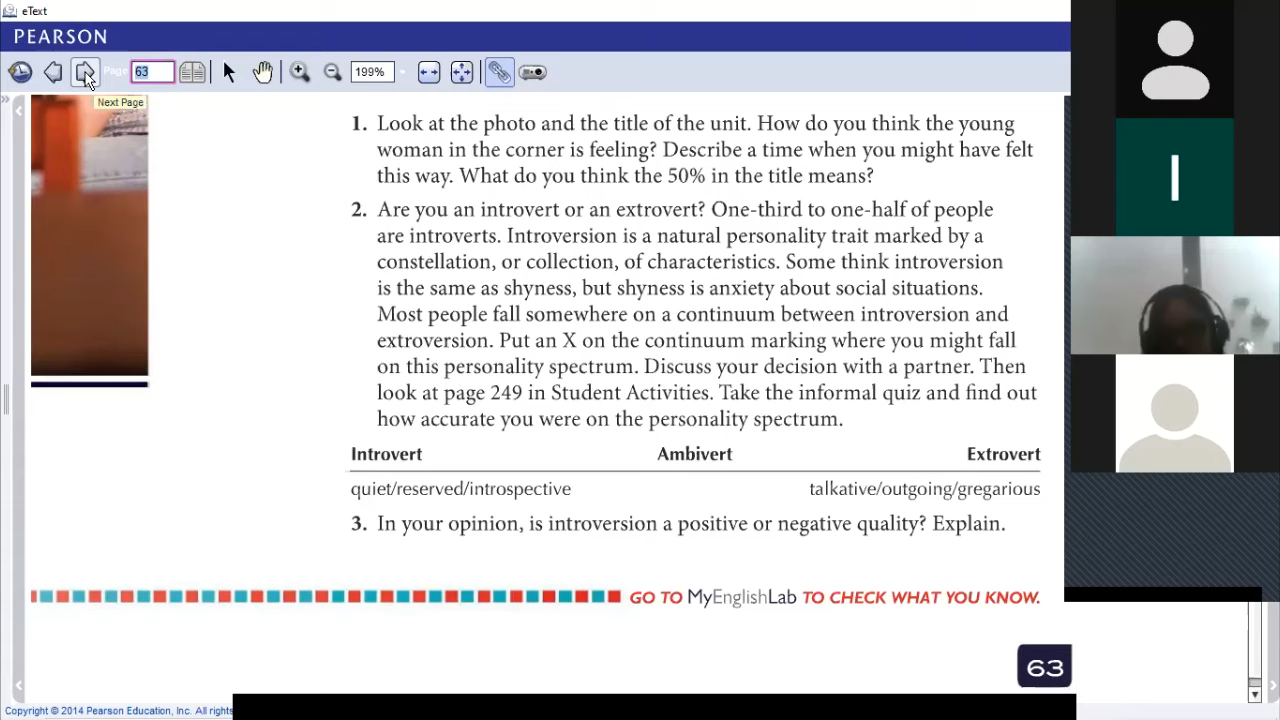 eText
PEARSON
Page 63 199%
Next Page
1. Look at the photo and the title of the unit. How do you think the young
woman in the corner is feeling? Describe a time when you might have felt
this way. What do you think the 50% in the title means?
2. Are you an introvert or an extrovert? One-third to one-half of people
are introverts. Introversion is a natural personality trait marked by a
constellation, or collection, of characteristics. Some think introversion
is the same as shyness, but shyness is anxiety about social situations.
Most people fall somewhere on a continuum between introversion and
extroversion. Put an X on the continuum marking where you might fall
on this personality spectrum. Discuss your decision with a partner. Then
look at page 249 in Student Activities. Take the informal quiz and find out
how accurate you were on the personality spectrum.
Introvert Ambivert Extrovert
quiet/reserved/introspective talkative/outgoing/gregarious
3. In your opinion, is introversion a positive or negative quality? Explain.
GO TO MyEnglishLab TO CHECK WHAT YOU KNOW.
63
Copyright © 2014 Pearson Education, Inc. All rights
I